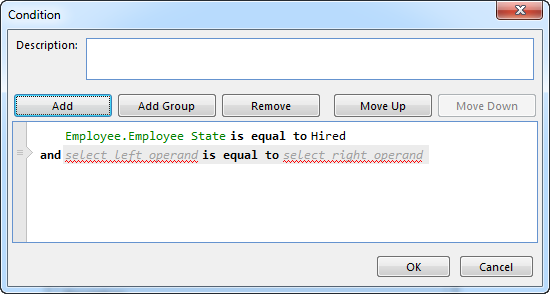 Condition
Description:
Add Add Group Remove Move Up Move Down
Employee.Employee State is equal to Hired
and select left operand is equal to select right operand
OK Cancel